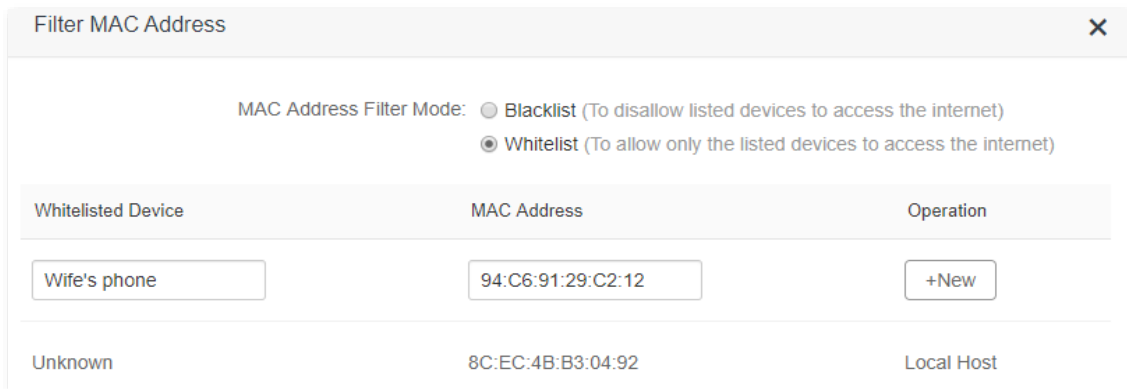 Filter MAC Address
MAC Address Filter Mode: Blacklist (To disallow listed devices to access the internet)
Whitelist (To allow only the listed devices to access the internet)
Whitelisted Device MAC Address Operation
Wife's phone 94:C6:91:29:C2:12 +New
Unknown 8C:EC:4B:B3:04:92 Local Host